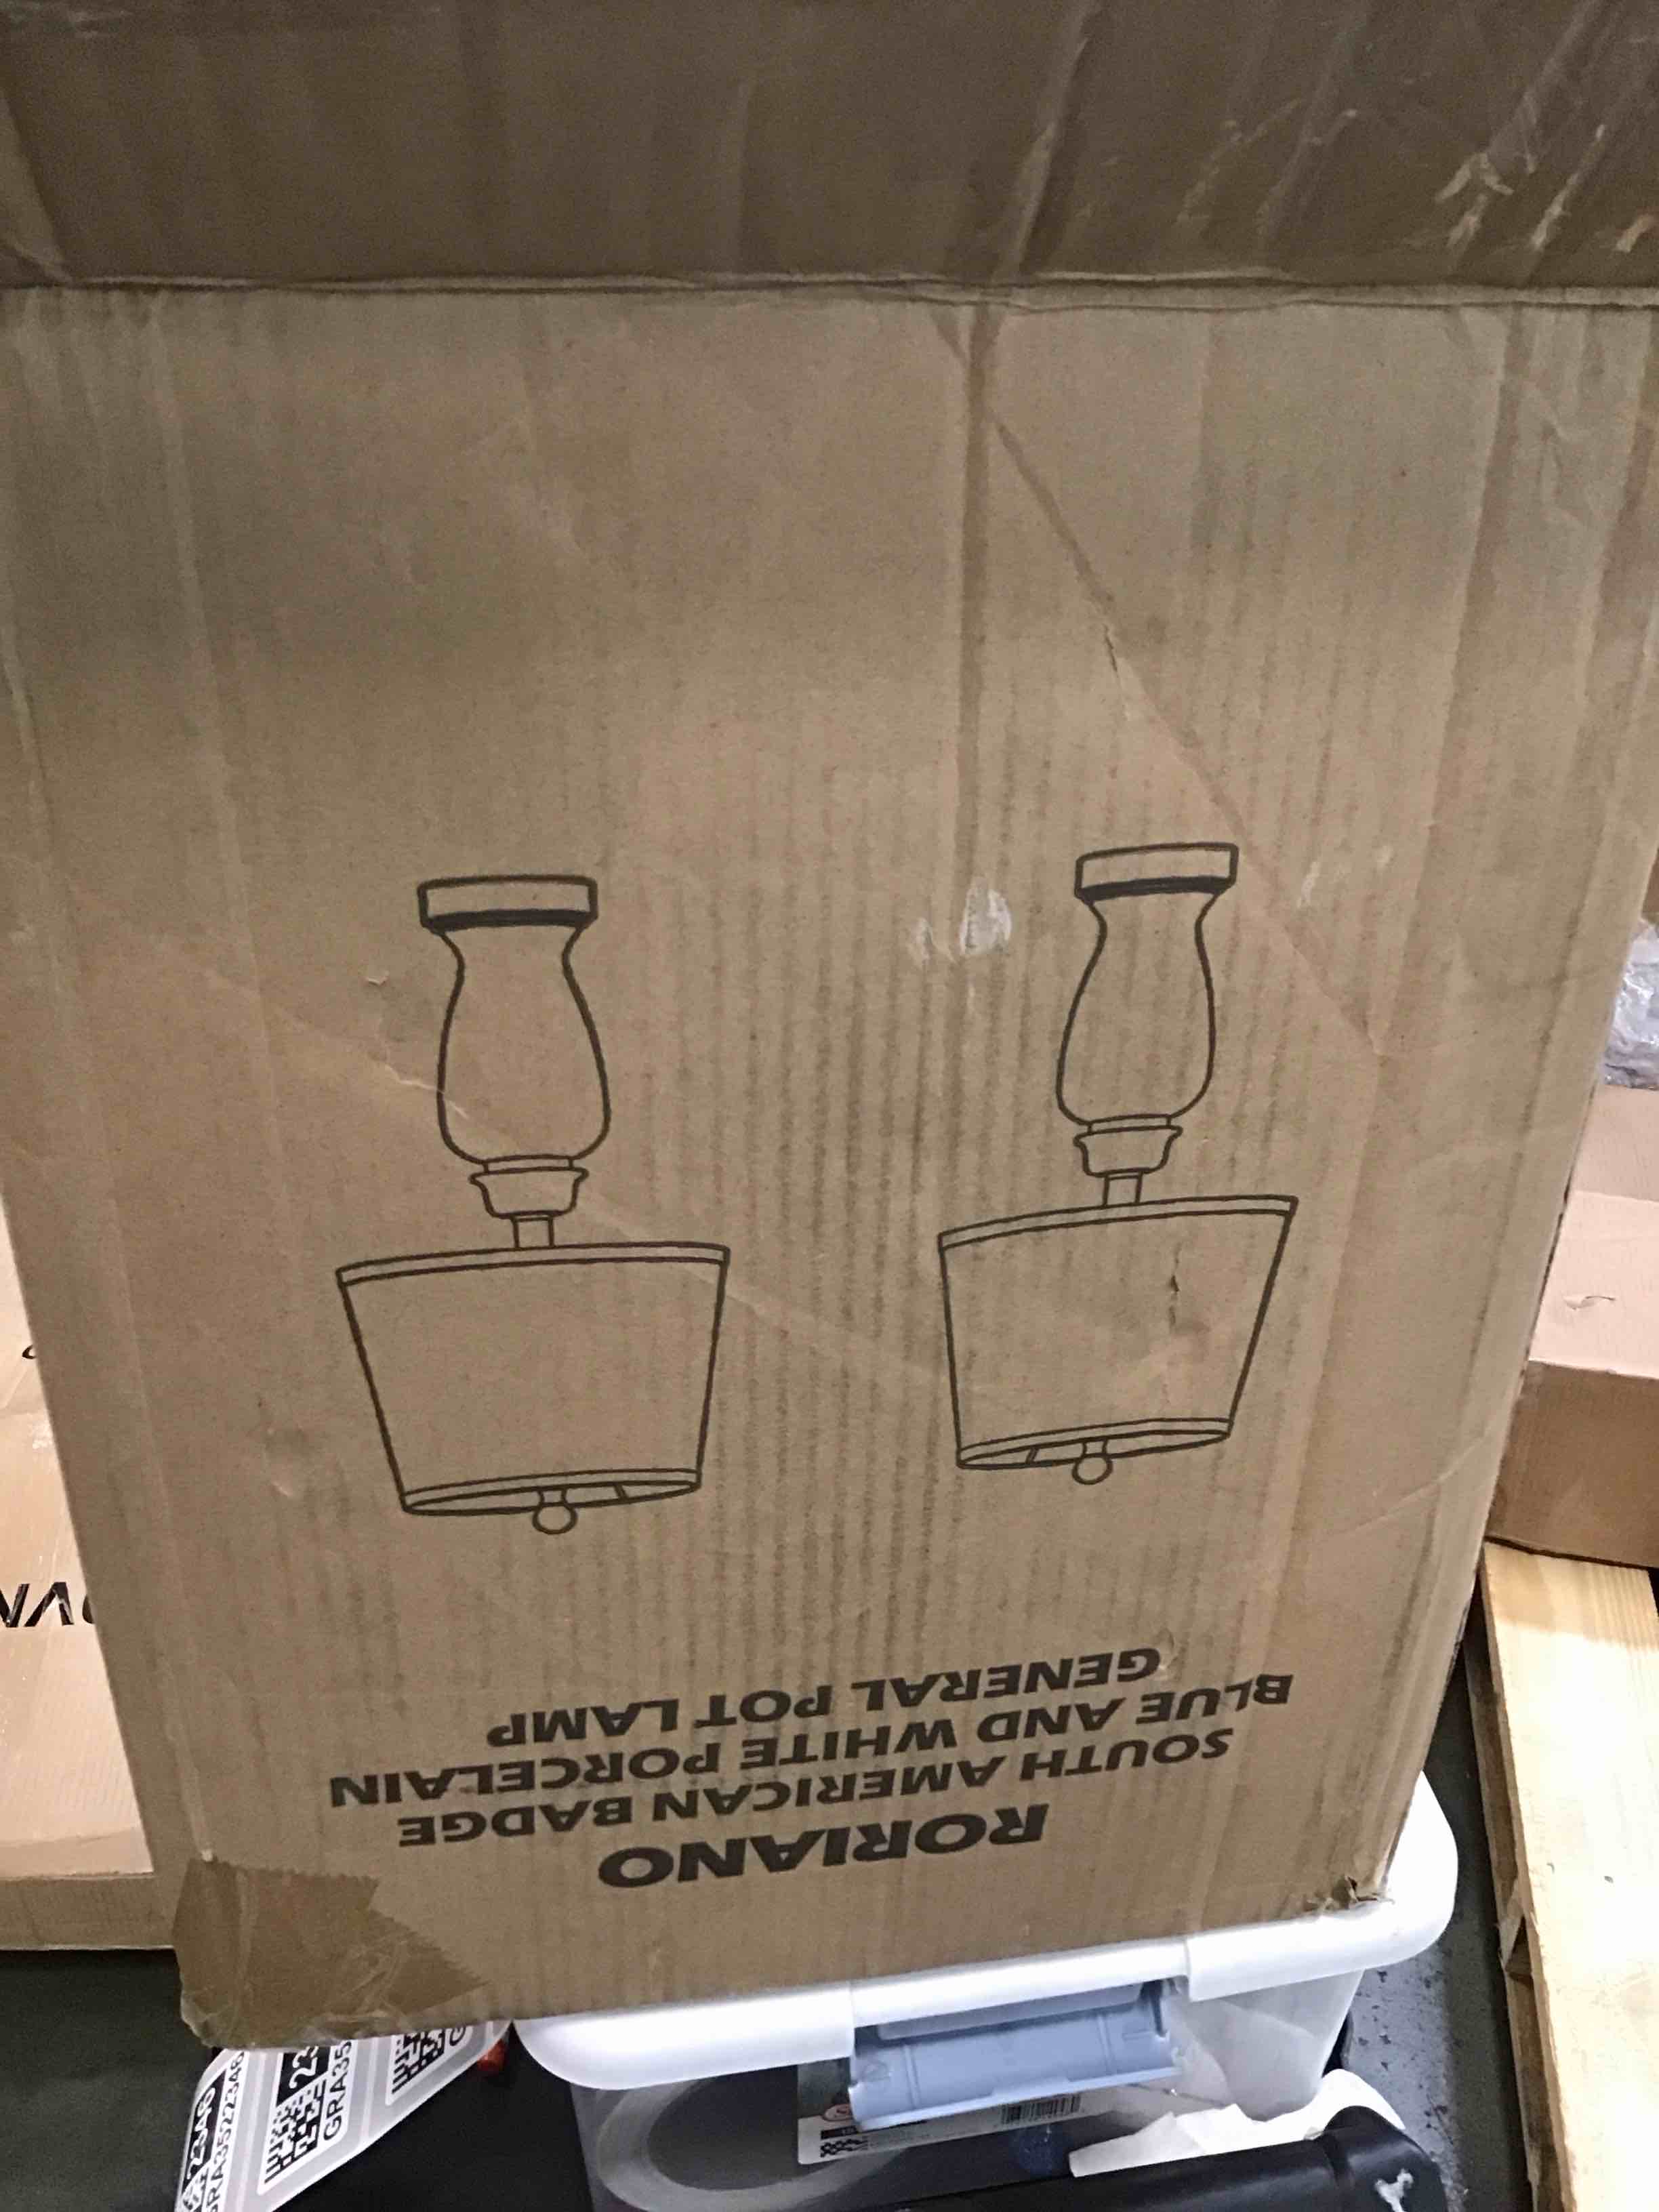 RORIANO
SOUTH AMERICAN BADGE
BLUE AND WHITE PORCELAIN
GENERAL POT LAMP